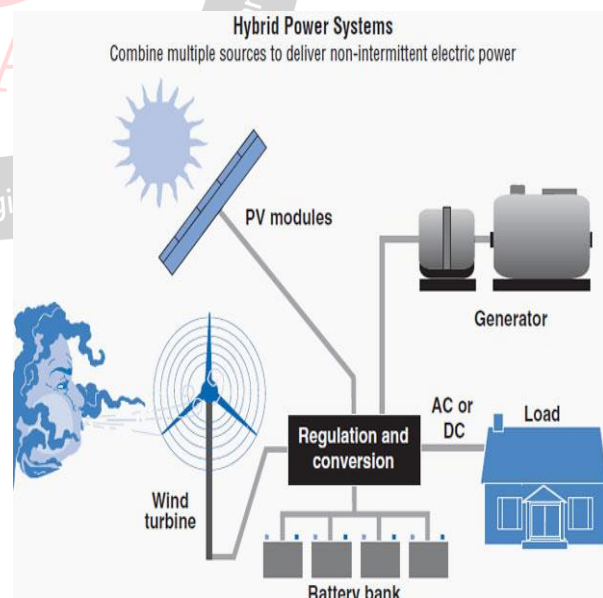 Hybrid Power Systems
Combine multiple sources to deliver non-intermittent electric power
PV modules
Generator
AC or
DC
Load
Regulation and
conversion
Wind
turbine
Battery bank